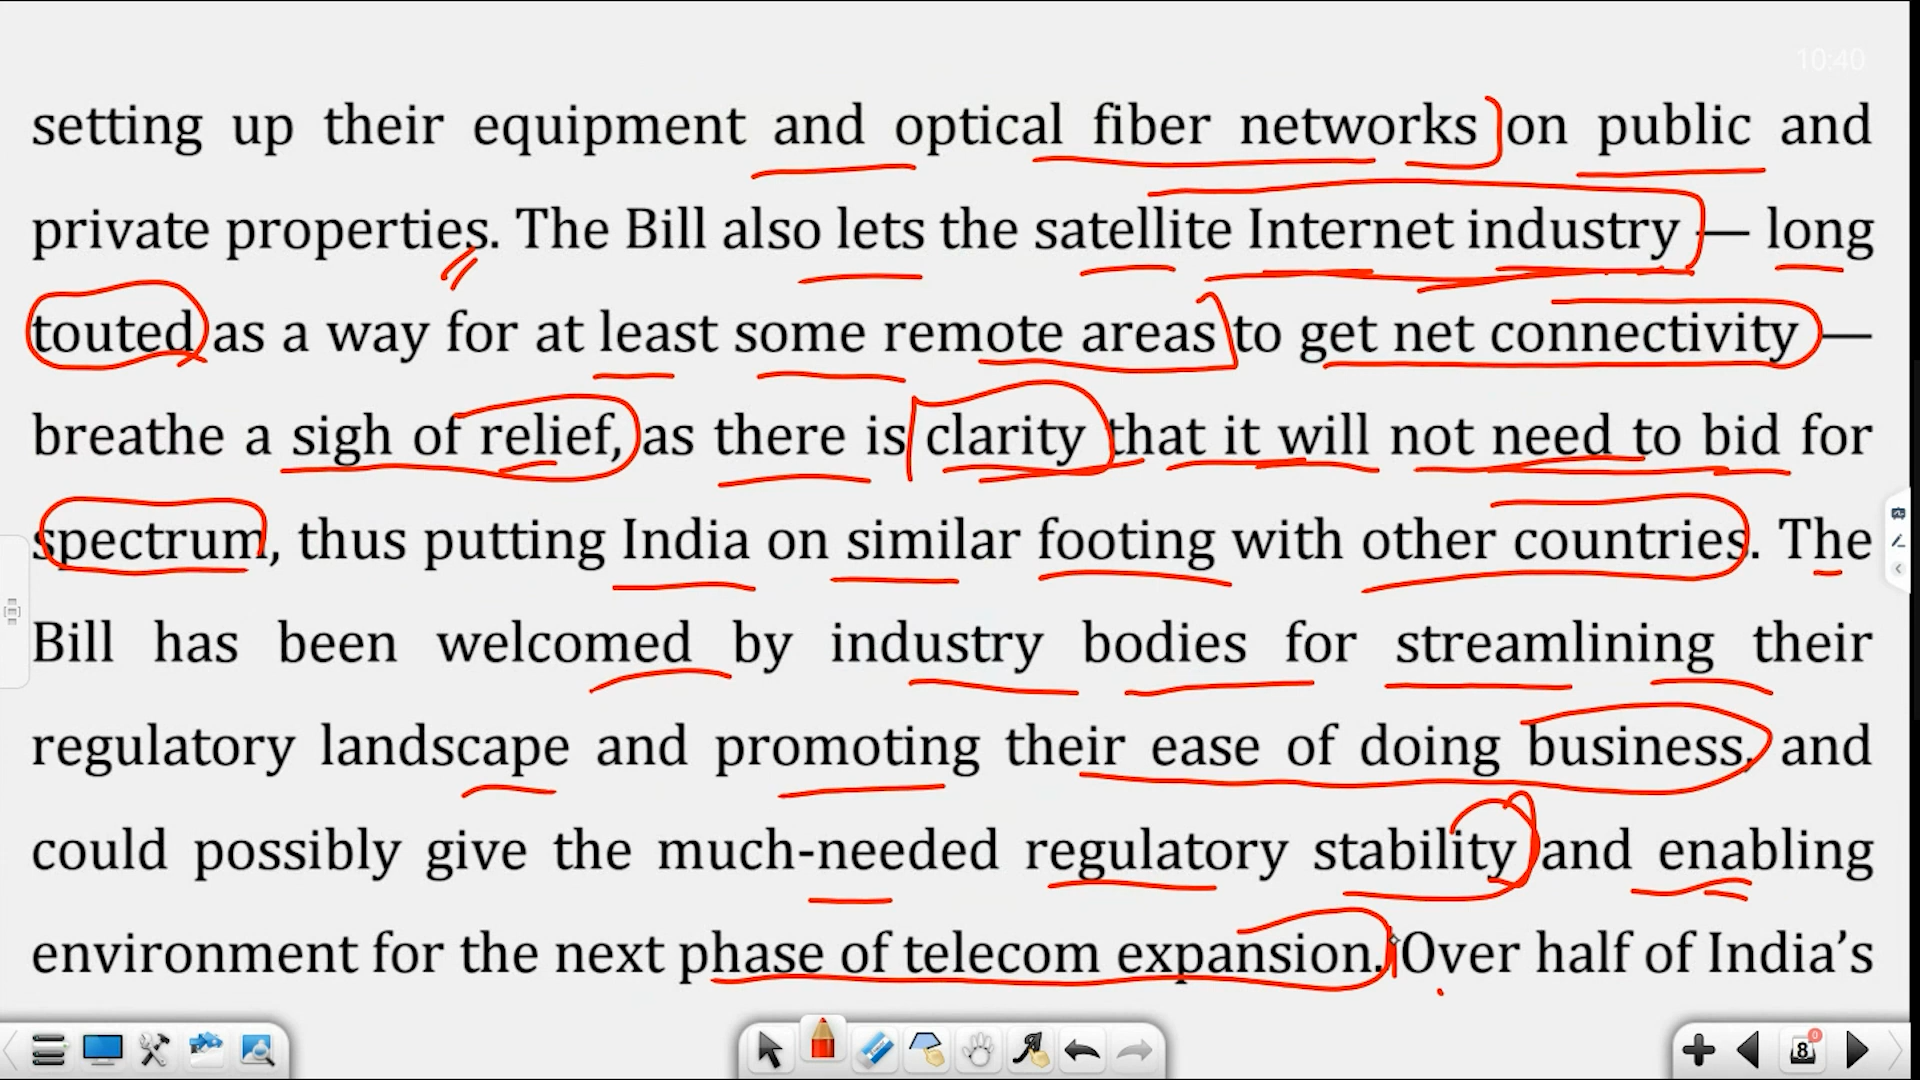 10:40
setting up their equipment and optical fiber networks on public and
private properties. The Bill also lets the satellite Internet industry — long
touted as a way for at least some remote areas to get net connectivity —
breathe a sigh of relief, as there is clarity that it will not need to bid for
spectrum, thus putting India on similar footing with other countries. The
Bill has been welcomed by industry bodies for streamlining their
regulatory landscape and promoting their ease of doing business, and
could possibly give the much-needed regulatory stability and enabling
environment for the next phase of telecom expansion. Over half of India’s
8 0